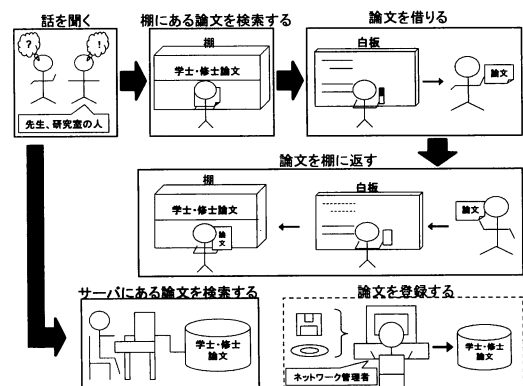 話を聞く
棚にある論文を検索する
論文を借りる
?
!
先生、研究室の人
棚
学士・修士論文
白板
論文
論文を棚に返す
棚
学士・修士論文
論文
白板
論文
サーバにある論文を検索する
学士・修士
論文
論文を登録する
ネットワーク管理者
学士・修士
論文